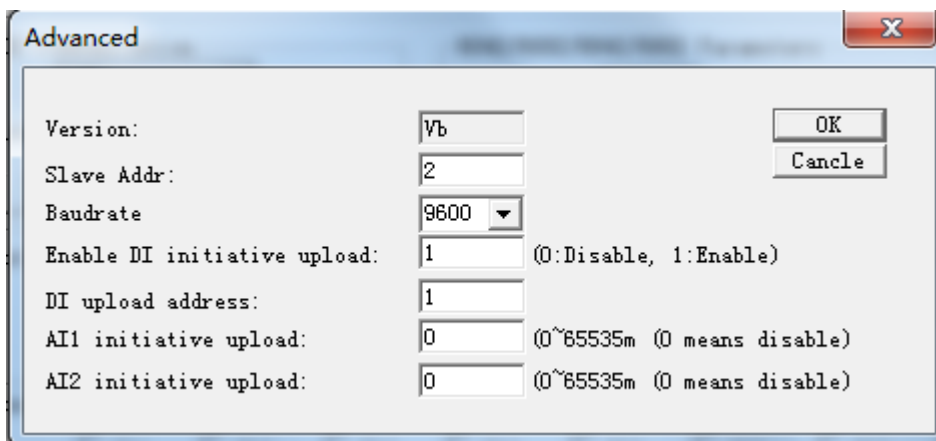 Advanced
Version: Vb OK
Slave Addr: 2 Cancle
Baudrate 9600
Enable DI initiative upload: 1 (0:Disable, 1:Enable)
DI upload address: 1
AI1 initiative upload: 0 (0~65535m (0 means disable)
AI2 initiative upload: 0 (0~65535m (0 means disable)